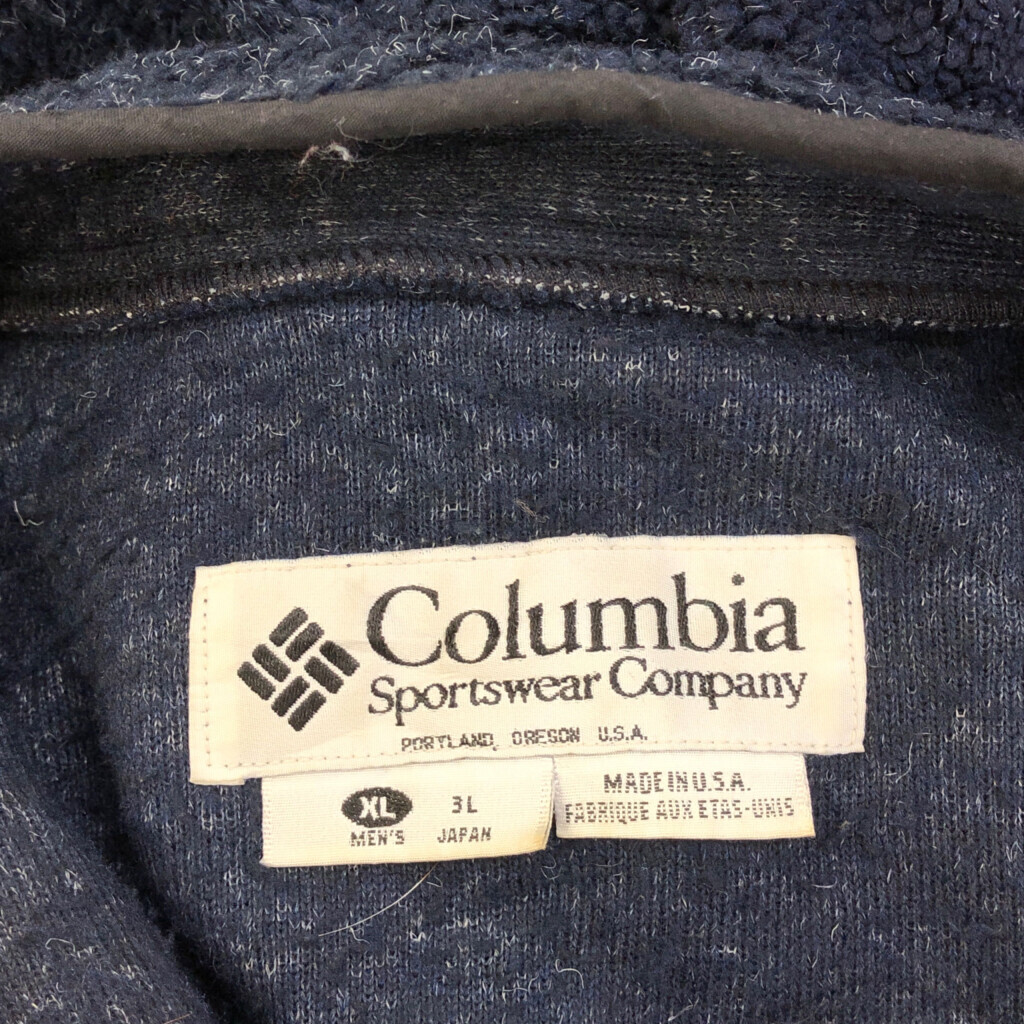 Columbia
Sportswear Company
PORTLAND, OREGON U.S.A.
XL 3L
MEN'S JAPAN
MADE IN U.S.A.
FABRIQUE AUX ETAS-UNIS